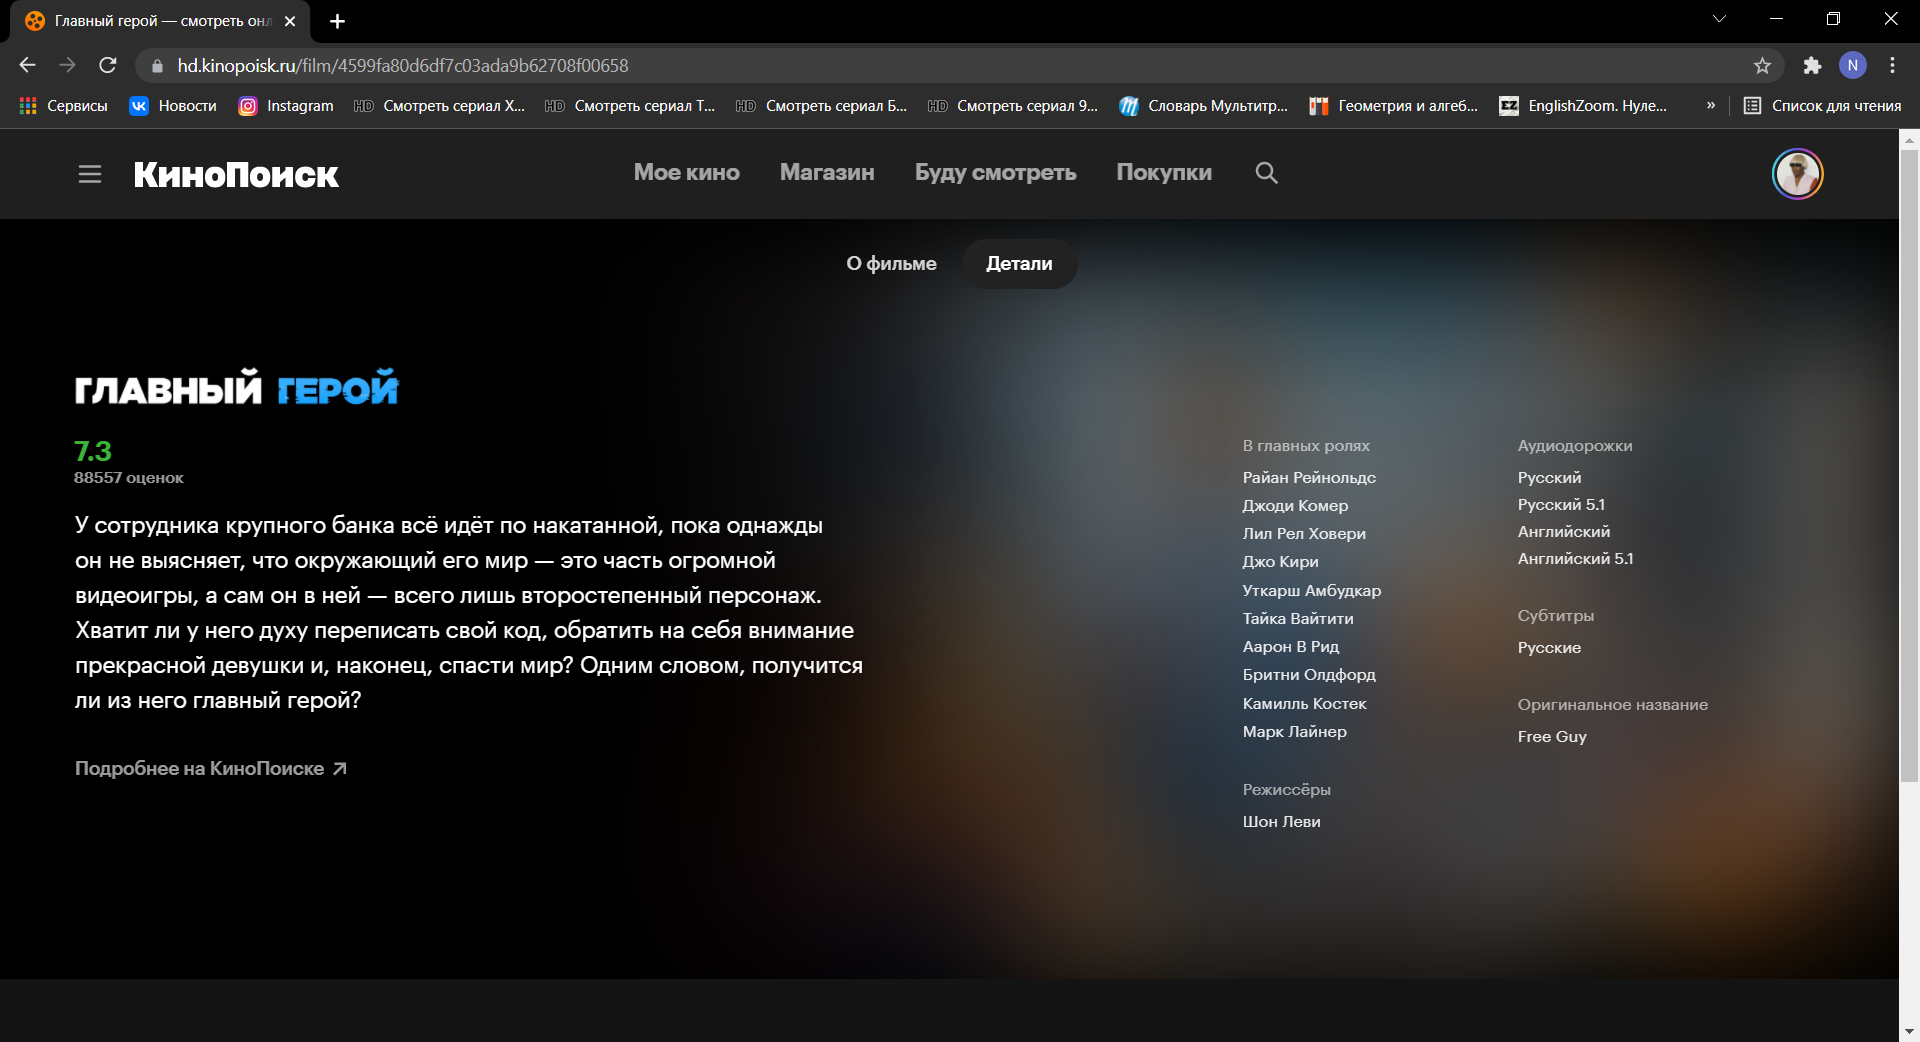 Главный герой — смотреть онл
hd.kinopoisk.ru/film/4599fa80d6df7c03ada9b62708f00658
N
Сервисы
Новости
Instagram
HD Смотреть сериал Х...
HD Смотреть сериал Т...
HD Смотреть сериал Б...
HD Смотреть сериал 9...
Словарь Мультитр...
Геометрия и алгеб...
EZ EnglishZoom. Нуле...
»
Список для чтения
КиноПоиск
Мое кино
Магазин
Буду смотреть
Покупки
О фильме
Детали
ГЛАВНЫЙ ГЕРОЙ
7.3
88557 оценок
У сотрудника крупного банка всё идёт по накатанной, пока однажды
он не выясняет, что окружающий его мир — это часть огромной
видеоигры, а сам он в ней — всего лишь второстепенный персонаж.
Хватит ли у него духу переписать свой код, обратить на себя внимание
прекрасной девушки и, наконец, спасти мир? Одним словом, получится
ли из него главный герой?
Подробнее на КиноПоиске
В главных ролях
Райан Рейнольдс
Джоди Комер
Лил Рел Ховери
Джо Кири
Уткарш Амбудкар
Тайка Вайтити
Аарон В Рид
Бритни Олдфорд
Камилль Костек
Марк Лайнер
Режиссёры
Шон Леви
Аудиодорожки
Русский
Русский 5.1
Английский
Английский 5.1
Субтитры
Русские
Оригинальное название
Free Guy